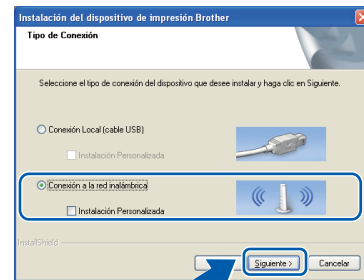 Instalación del dispositivo de impresión Brother
Tipo de Conexión
Seleccione el tipo de conexión del dispositivo que desee instalar y haga clic en Siguiente.
Conexión Local (cable USB)
Instalación Personalizada
Conexión a la red inalámbrica
Instalación Personalizada
InstallShield
Siguiente >
Cancelar